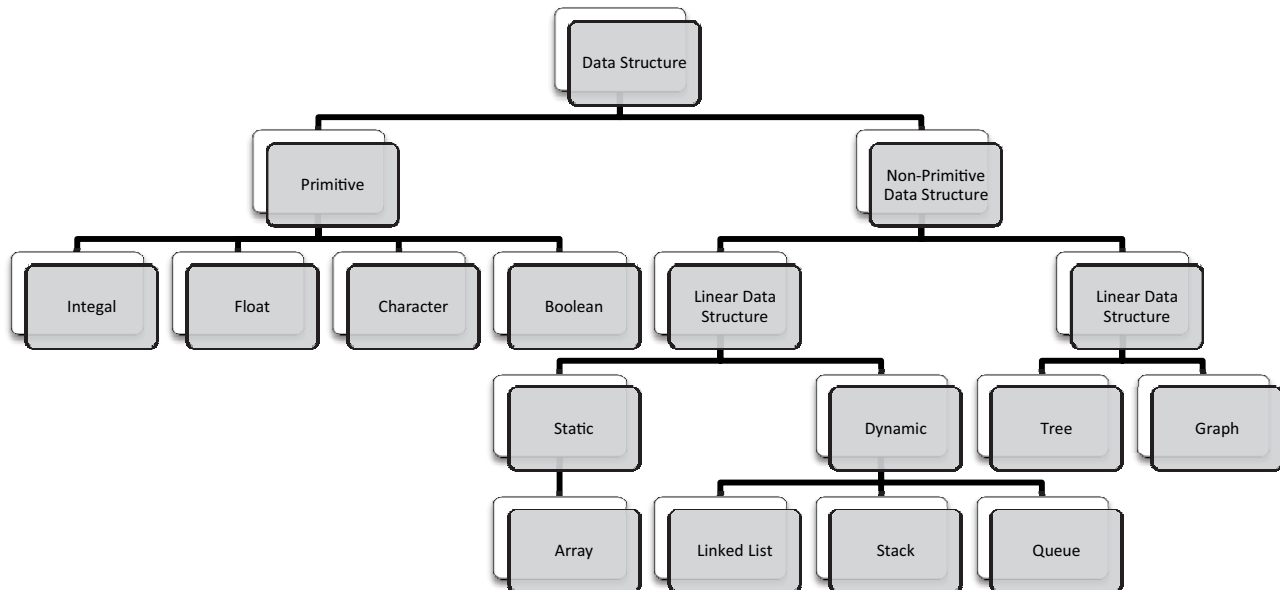 Data Structure
Primitive
Non-Primitive
Data Structure
Integal
Float
Character
Boolean
Linear Data
Structure
Linear Data
Structure
Static
Dynamic
Tree
Graph
Array
Linked List
Stack
Queue